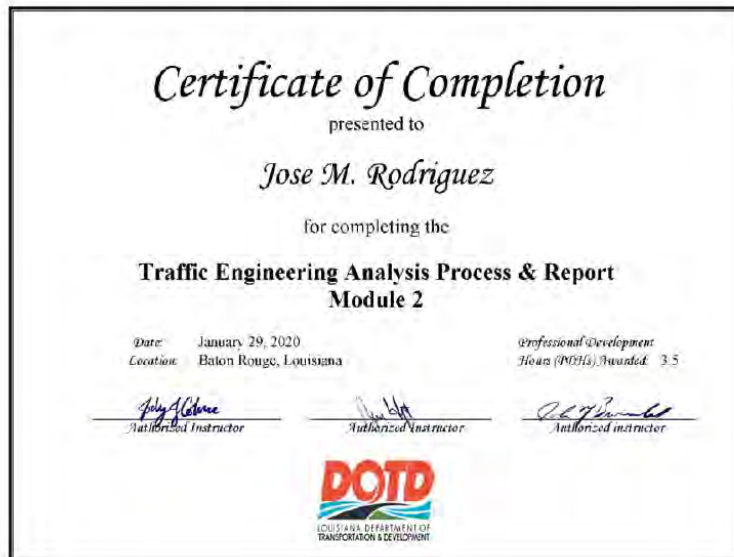 Certificate of Completion
presented to
Jose M. Rodriguez
for completing the
Traffic Engineering Analysis Process & Report
Module 2
Date: January 29, 2020
Location: Baton Rouge, Louisiana
Professional Development
Hours (PDHs) Awarded: 3.5
Authorized Instructor
Authorized Instructor
Authorized instructor
DOTD
LOUISIANA DEPARTMENT OF
TRANSPORTATION & DEVELOPMENT